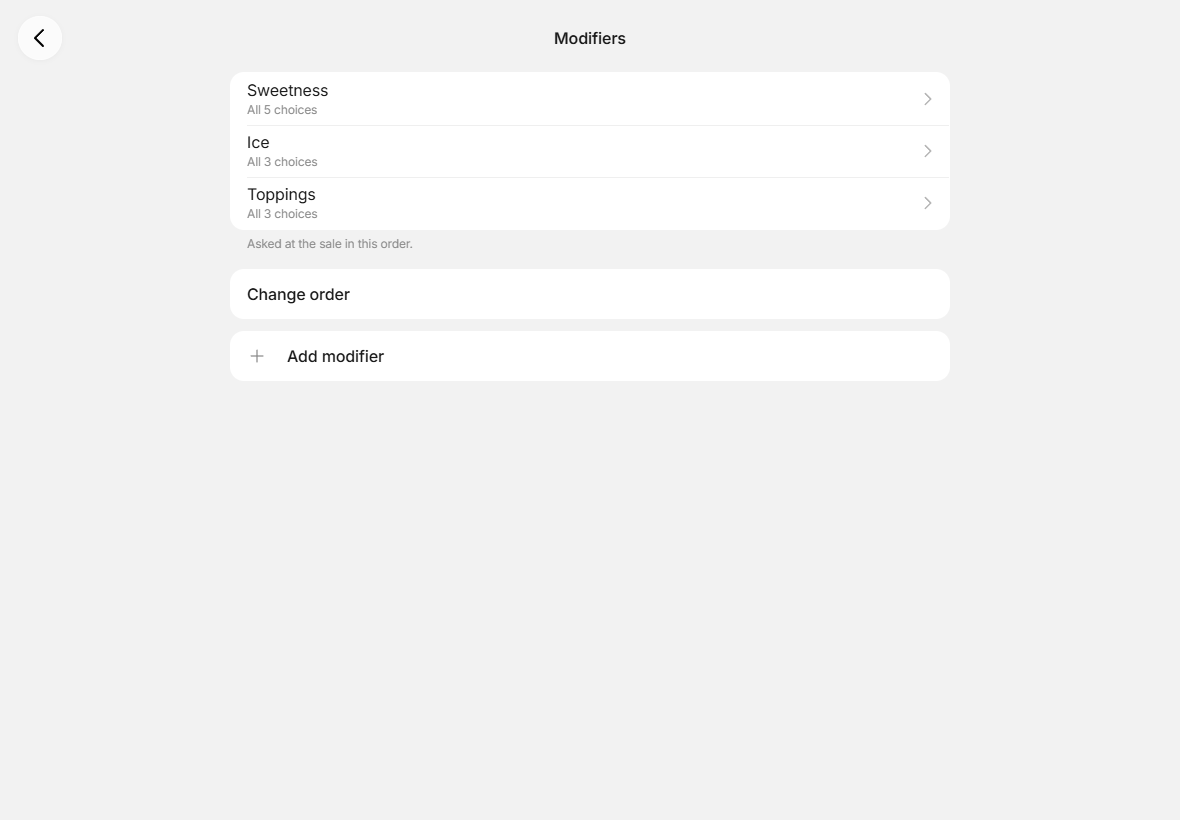 Modifiers
Sweetness
All 5 choices
Ice
All 3 choices
Toppings
All 3 choices
Asked at the sale in this order.
Change order
Add modifier